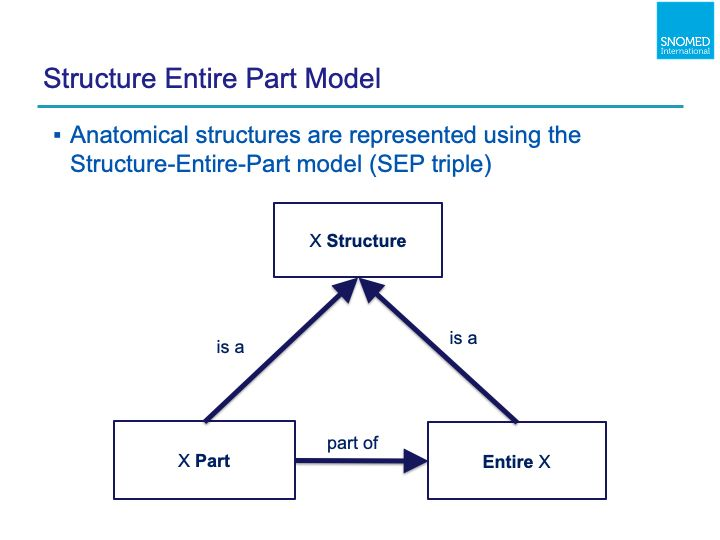 SNOMED
International
Structure Entire Part Model
▪ Anatomical structures are represented using the
Structure-Entire-Part model (SEP triple)
X Structure
is a
is a
part of
X Part
Entire X